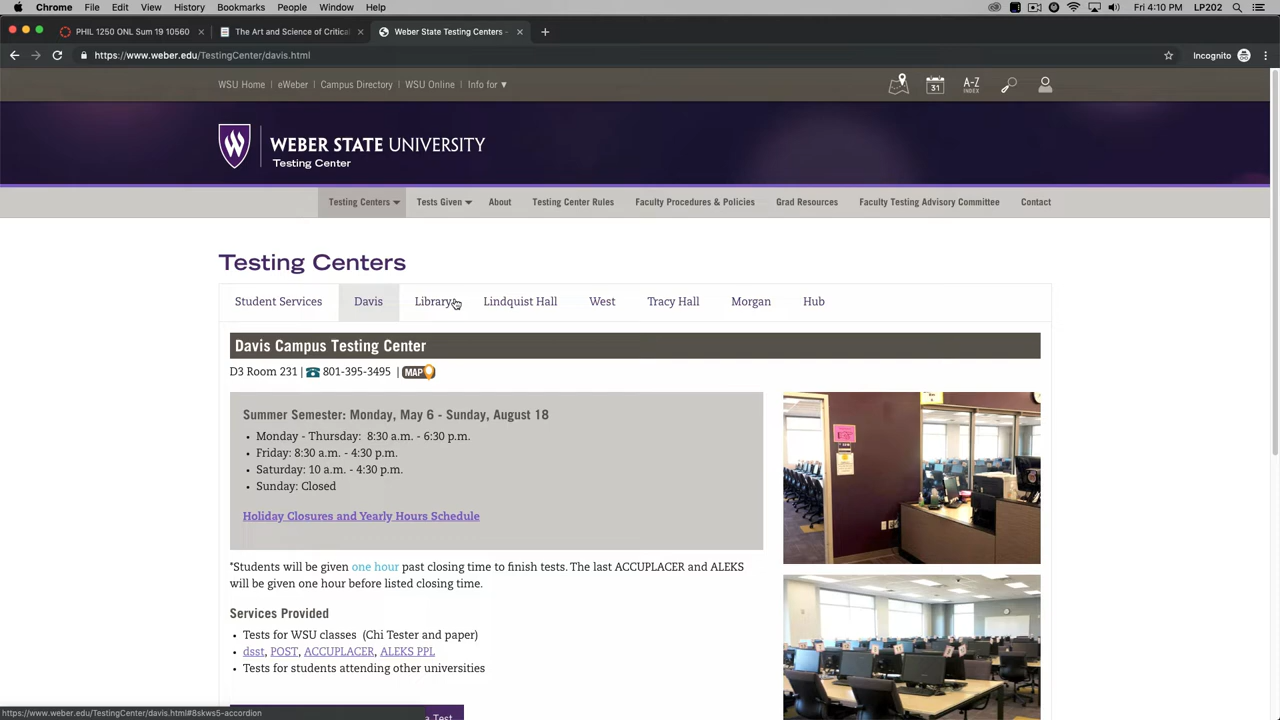 Chrome File Edit View History Bookmarks People Window Help Fri 4:10 PM LP202
PHIL 1250 ONL Sum 19 10560 The Art and Science of Critical Weber State Testing Centers -
https://www.weber.edu/TestingCenter/davis.html Incognito
WSU Home | eWeber | Campus Directory | WSU Online | Info for ▼ 31 A-Z
INDEX
WEBER STATE UNIVERSITY
Testing Center
Testing Centers Tests Given About Testing Center Rules Faculty Procedures & Policies Grad Resources Faculty Testing Advisory Committee Contact
Testing Centers
Student Services Davis Library Lindquist Hall West Tracy Hall Morgan Hub
Davis Campus Testing Center
D3 Room 231 | 801-395-3495 | MAP
Summer Semester: Monday, May 6 - Sunday, August 18
• Monday - Thursday: 8:30 a.m. - 6:30 p.m.
• Friday: 8:30 a.m. - 4:30 p.m.
• Saturday: 10 a.m. - 4:30 p.m.
• Sunday: Closed
Holiday Closures and Yearly Hours Schedule
*Students will be given one hour past closing time to finish tests. The last ACCUPLACER and ALEKS
will be given one hour before listed closing time.
Services Provided
• Tests for WSU classes (Chi Tester and paper)
• dsst, POST, ACCUPLACER, ALEKS PPL
• Tests for students attending other universities
https://www.weber.edu/TestingCenter/davis.html#8skws5-accordion
e Test